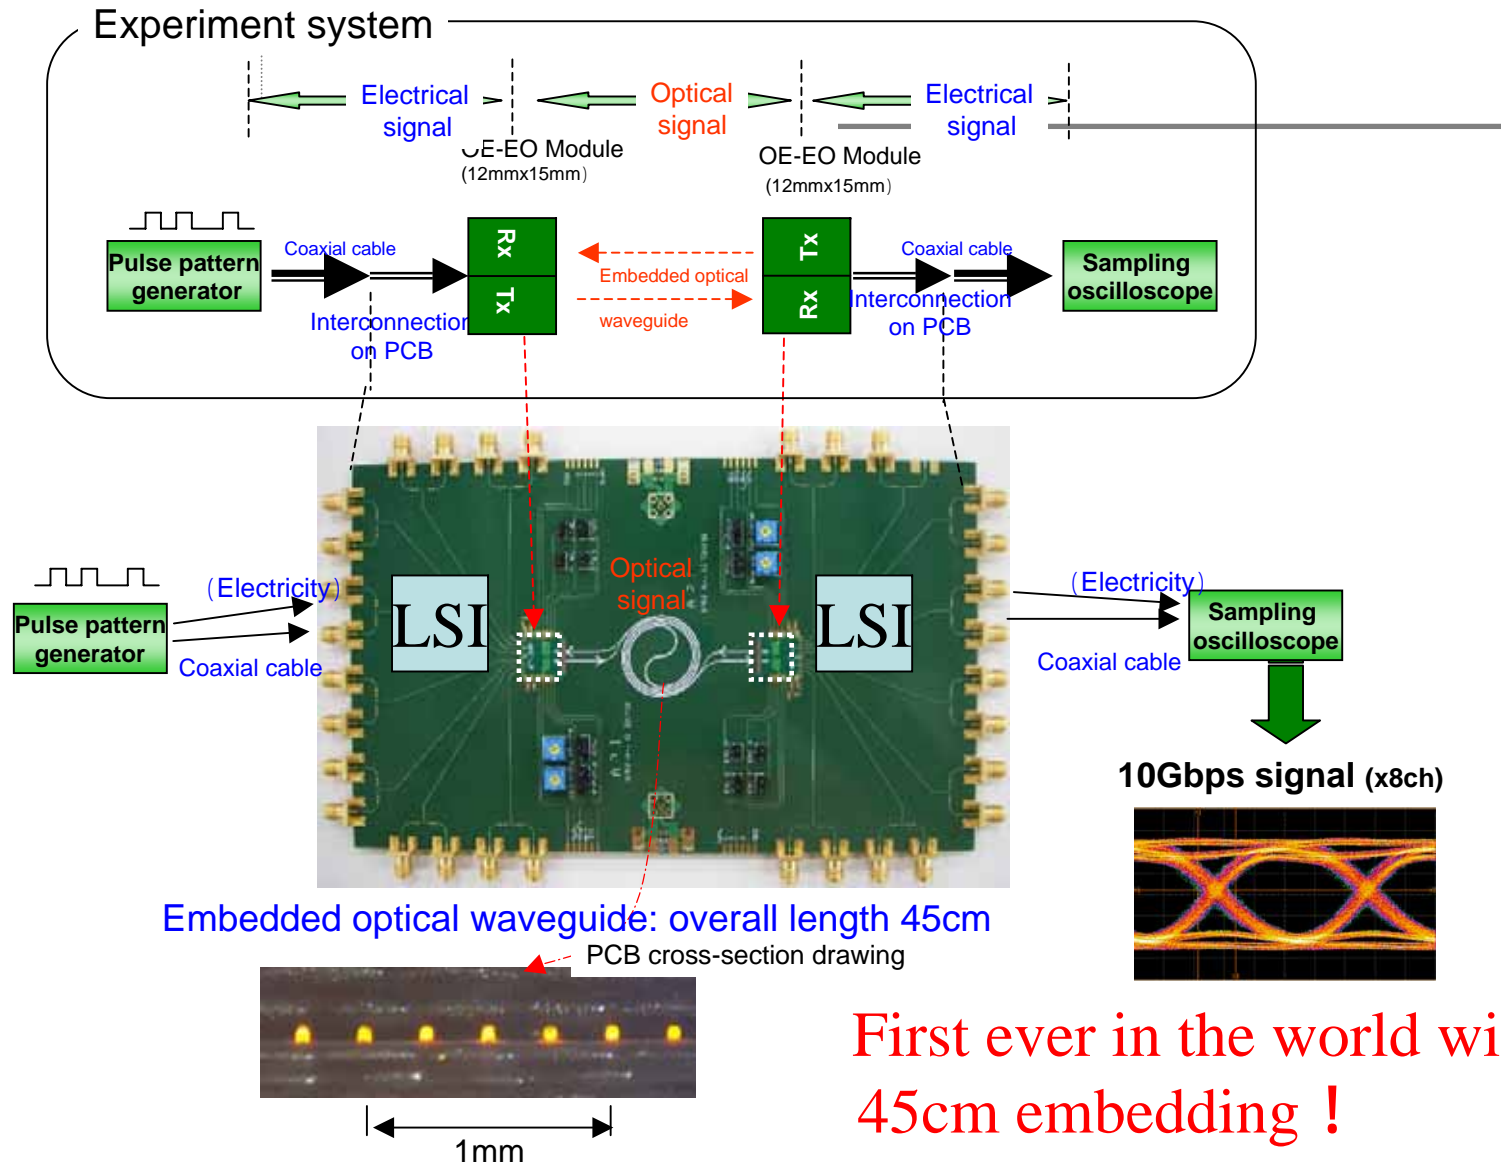 Experiment system
Electrical
signal
Optical
signal
Electrical
signal
OE-EO Module
(12mmx15mm)
OE-EO Module
(12mmx15mm)
Pulse pattern
generator
Coaxial cable
Interconnection
on PCB
Rx
Tx
Embedded optical
waveguide
Tx
Rx
Coaxial cable
Interconnection
on PCB
Sampling
oscilloscope
Pulse pattern
generator
(Electricity)
Coaxial cable
LSI
Optical
signal
LSI
(Electricity)
Coaxial cable
Sampling
oscilloscope
10Gbps signal (x8ch)
Embedded optical waveguide: overall length 45cm
PCB cross-section drawing
1mm
First ever in the world wi
45cm embedding！